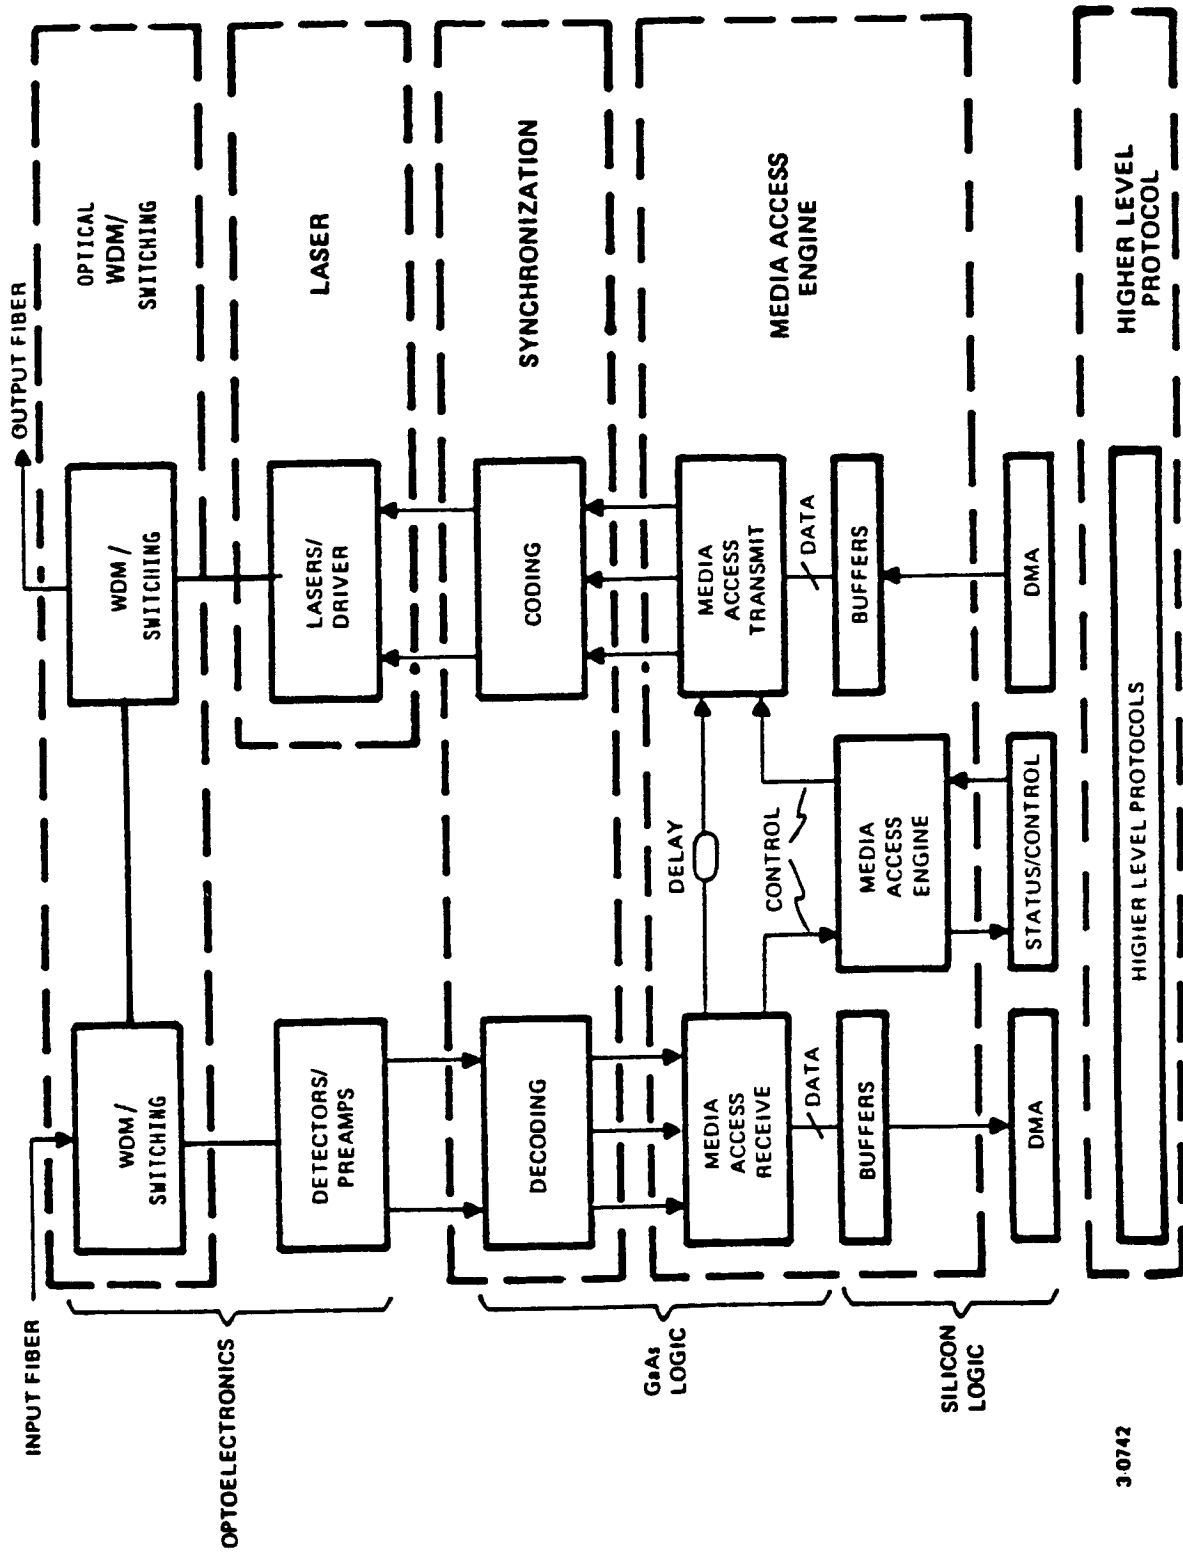 INPUT FIBER
OUTPUT FIBER
OPTOELECTRONICS
WDM/
SWITCHING
WDM/
SWITCHING
OPTICAL
WDM/
SWITCHING
DETECTORS/
PREAMPS
LASERS/
DRIVER
LASER
GaAs
LOGIC
DECODING
CODING
SYNCHRONIZATION
MEDIA
ACCESS
RECEIVE
DELAY
CONTROL
MEDIA
ACCESS
TRANSMIT
MEDIA ACCESS
ENGINE
DATA
DATA
SILICON
LOGIC
BUFFERS
MEDIA
ACCESS
ENGINE
BUFFERS
DMA
STATUS/CONTROL
DMA
HIGHER LEVEL PROTOCOLS
HIGHER LEVEL
PROTOCOL
3-0742